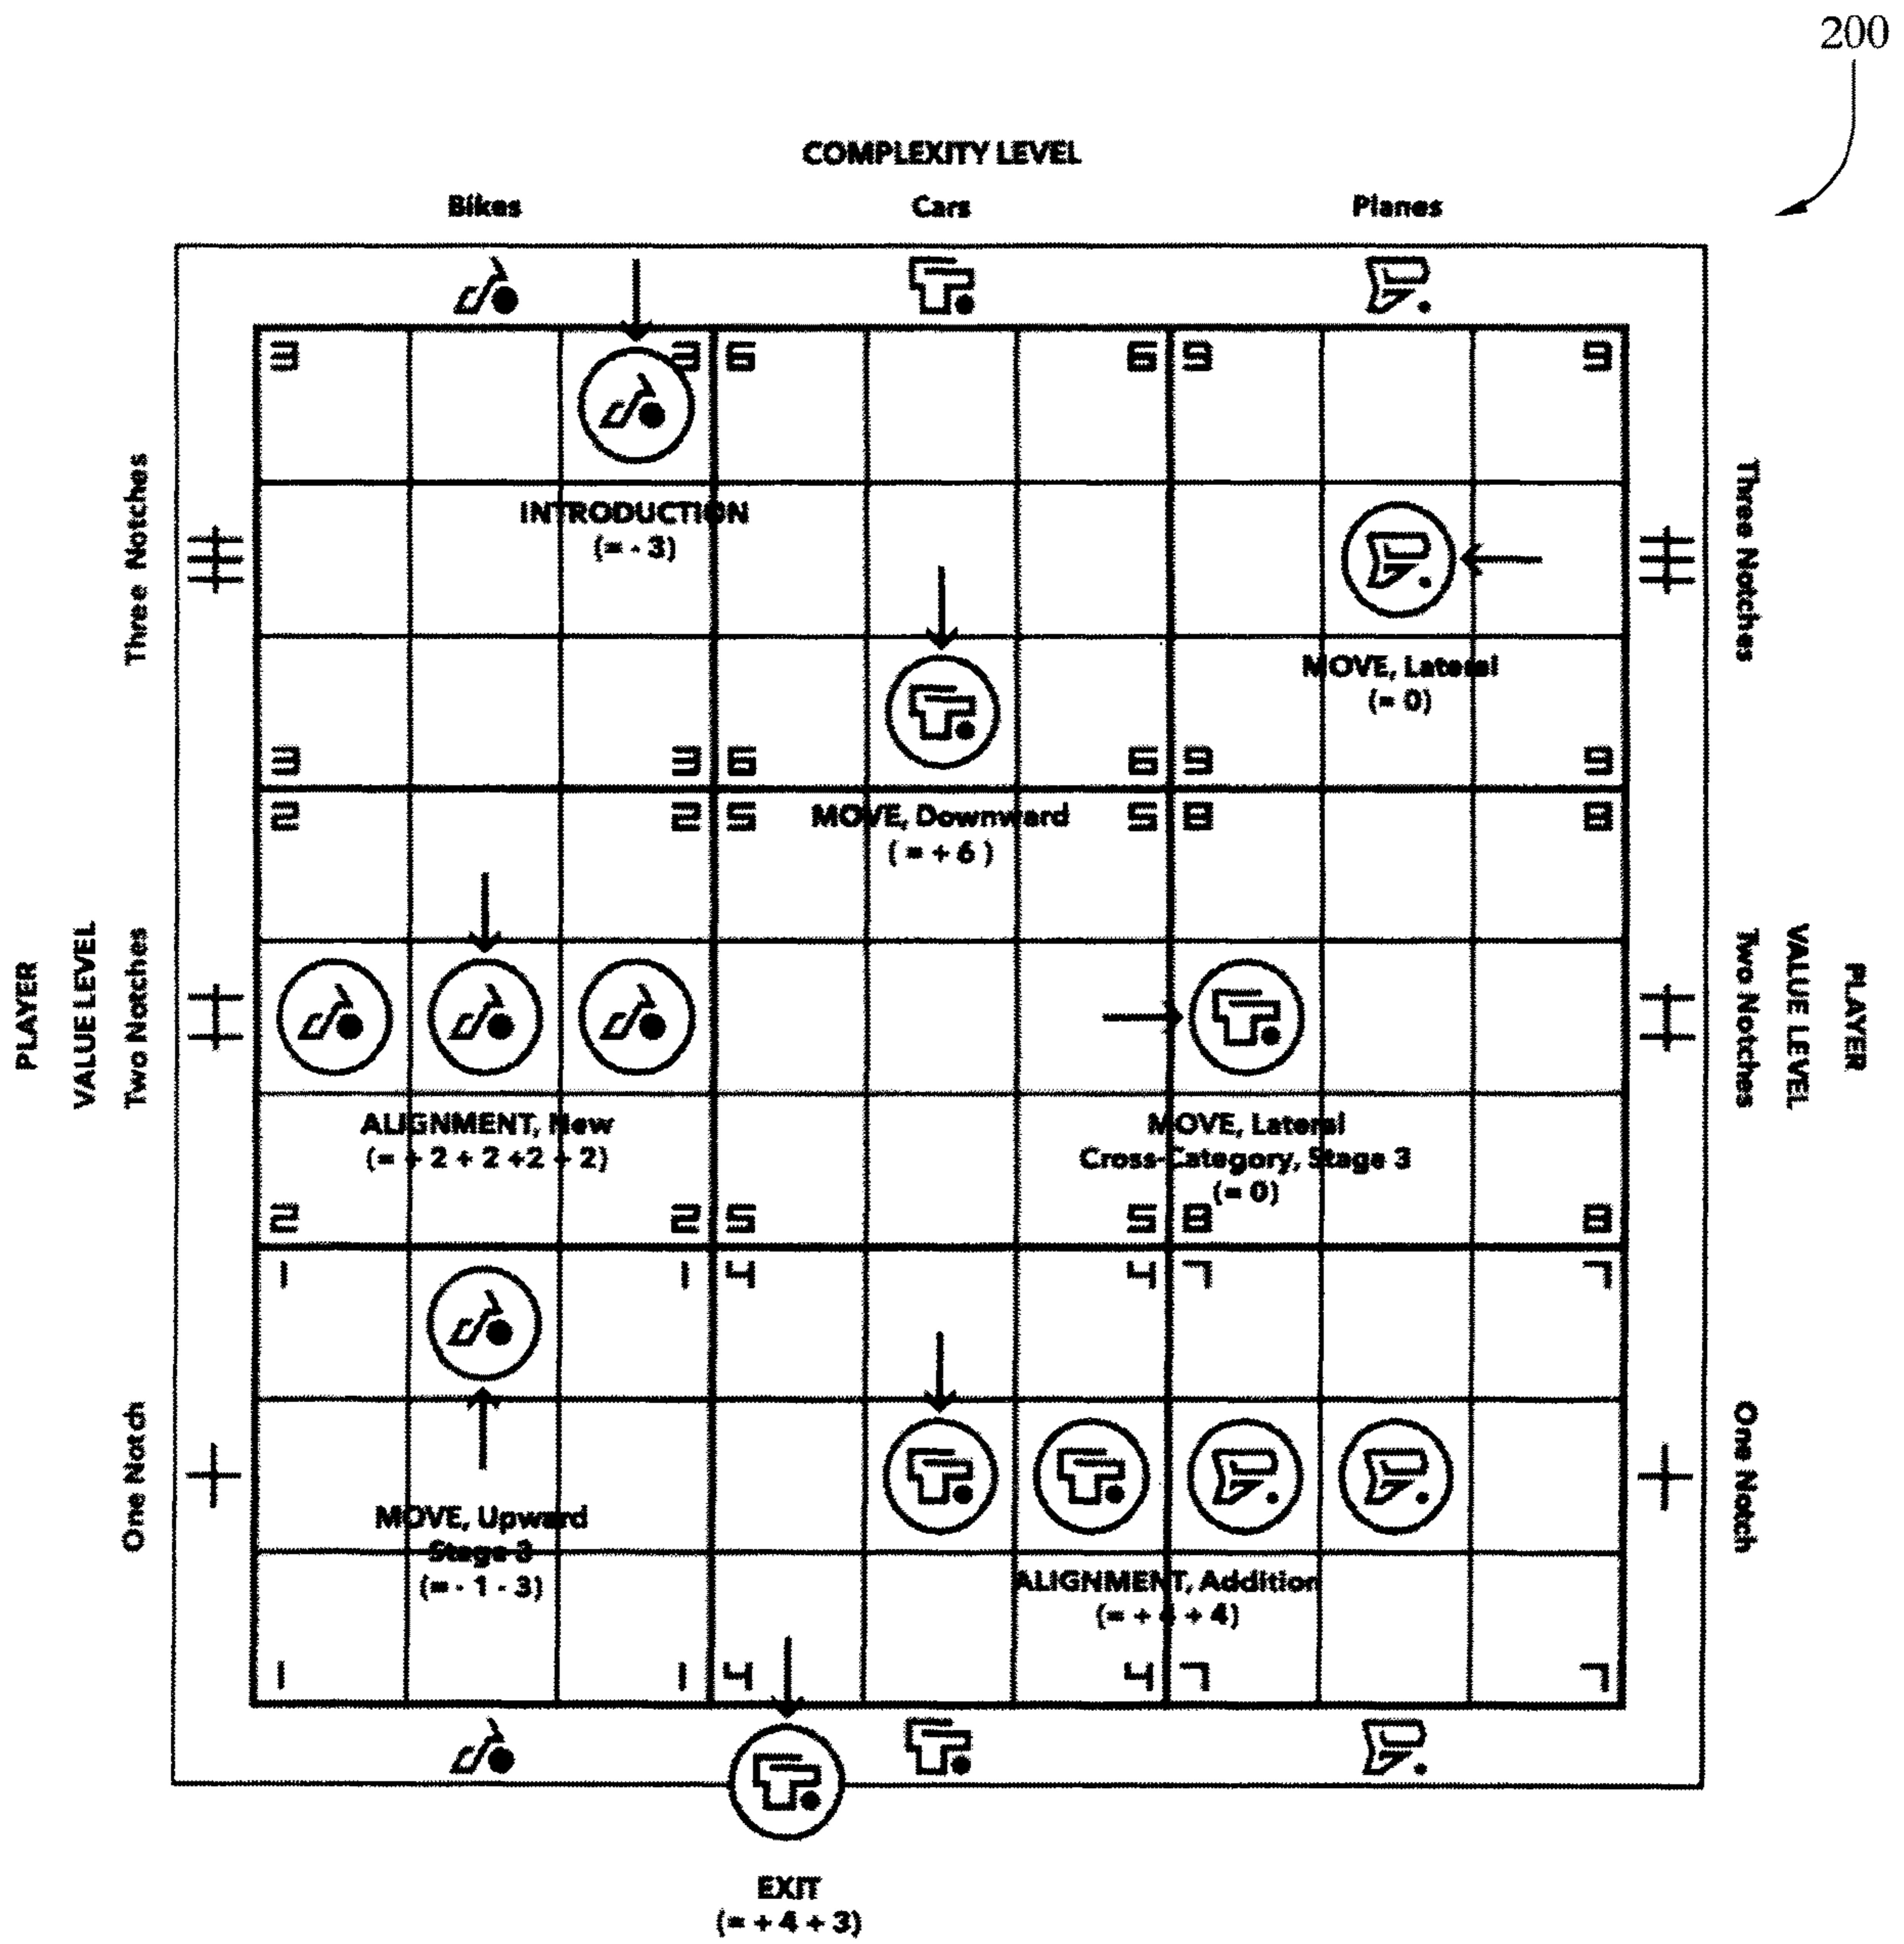 200
COMPLEXITY LEVEL
Bikes Cars Planes
3 3 6 6 9 9
Three Notches
Three Notches
INTRODUCTION
(= - 3)
MOVE, Lateral
(= 0)
3 3 6 6 9 9
2 2 5 5 8 8
MOVE, Downward
( = + 6 )
PLAYER
VALUE LEVEL
Two Notches
Two Notches
VALUE LEVEL
PLAYER
ALIGNMENT, New
(= + 2 + 2 +2 + 2)
MOVE, Lateral
Cross-Category, Stage 3
(= 0)
2 2 5 5 8 8
1 1 4 4 7 7
One Notch
One Notch
MOVE, Upward
Stage 3
(= - 1 - 3)
ALIGNMENT, Addition
(= + 4 + 4)
1 1 4 4 7 7
EXIT
(= + 4 + 3)